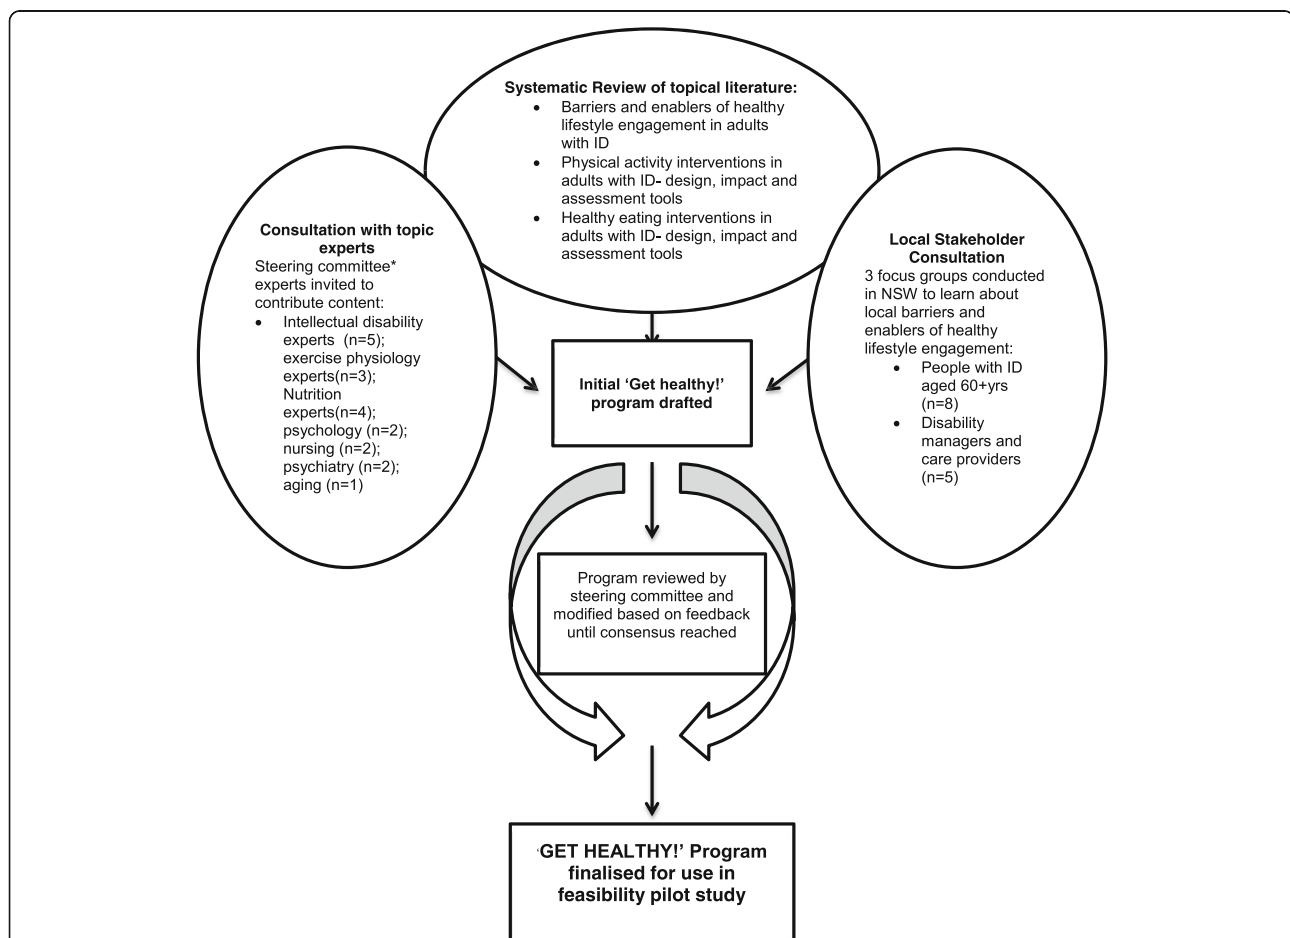 Systematic Review of topical literature:
• Barriers and enablers of healthy
lifestyle engagement in adults
with ID
• Physical activity interventions in
adults with ID- design, impact and
assessment tools
• Healthy eating interventions in
adults with ID- design, impact and
assessment tools
Consultation with topic
experts
Steering committee*
experts invited to
contribute content:
• Intellectual disability
experts (n=5);
exercise physiology
experts(n=3);
Nutrition
experts(n=4);
psychology (n=2);
nursing (n=2);
psychiatry (n=2);
aging (n=1)
Local Stakeholder
Consultation
3 focus groups conducted
in NSW to learn about
local barriers and
enablers of healthy
lifestyle engagement:
• People with ID
aged 60+yrs
(n=8)
• Disability
managers and
care providers
(n=5)
Initial ‘Get healthy!’
program drafted
Program reviewed by
steering committee and
modified based on feedback
until consensus reached
‘GET HEALTHY!’ Program
finalised for use in
feasibility pilot study